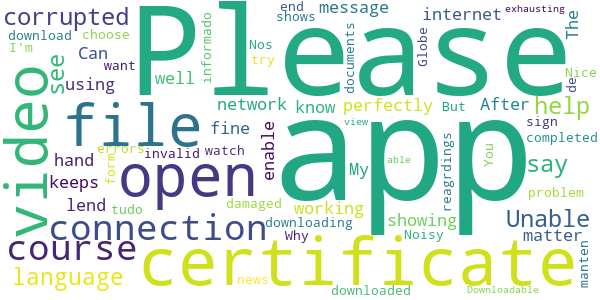 corrupted
Please
end
message
exhausting
shows
internet
download
choose
I'm
Can
see
want
using
well
informado
Nos
try
documents
Globe
The
de
Nice
video
file
network
know
perfectly
But
After
help
errors
fine
enable
sign
completed
hand
form
invalid
watch
app
view
able
My
reagrdings
You
say
problem
keeps
lend
tudo
open
damaged
working
showing
Unable
connection
downloading
Why
Noisy
matter
course
certificate
manten
language
news
downloaded
Downloadable